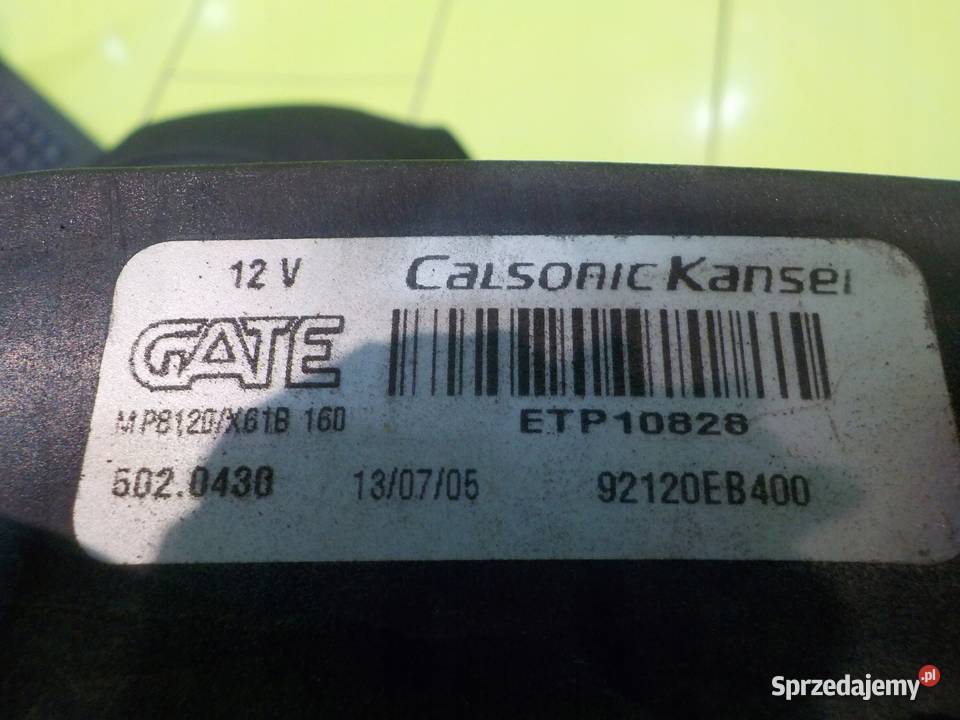 12 V CalsonicKansei
GATE
MP8120/X61B 160 ETP10828
502.0430 13/07/05 92120EB400
Sprzedajemy.pl